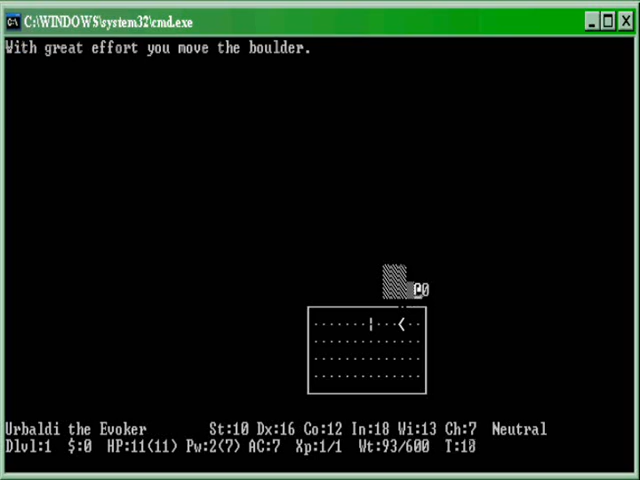 C:\WINDOWS\system32\cmd.exe
With great effort you move the boulder.
Urbaldi the Evoker St:10 Dx:16 Co:12 In:18 Wi:13 Ch:7 Neutral
Dlvl:1 $:0 HP:11(11) Pw:2(7) AC:7 Xp:1/1 Wt:93/600 T:18